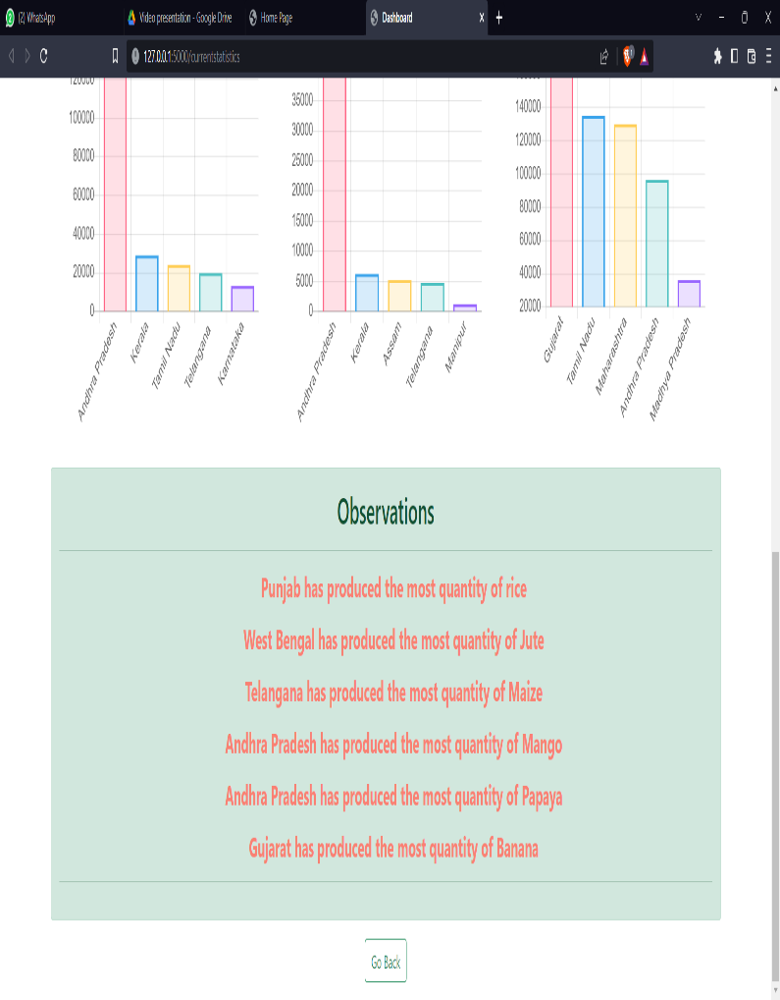 (2) WhatsApp
Video presentation - Google Drive
Home Page
Dashboard
127.0.0.1:5000/currentstatistics
120000
100000
80000
60000
40000
20000
0
Andhra Pradesh
Kerala
Tamil Nadu
Telangana
Karnataka
35000
30000
25000
20000
15000
10000
5000
0
Andhra Pradesh
Kerala
Assam
Telangana
Manipur
140000
120000
100000
80000
60000
40000
20000
Gujarat
Tamil Nadu
Maharashtra
Andhra Pradesh
Madhya Pradesh
Observations
Punjab has produced the most quantity of rice
West Bengal has produced the most quantity of Jute
Telangana has produced the most quantity of Maize
Andhra Pradesh has produced the most quantity of Mango
Andhra Pradesh has produced the most quantity of Papaya
Gujarat has produced the most quantity of Banana
Go Back